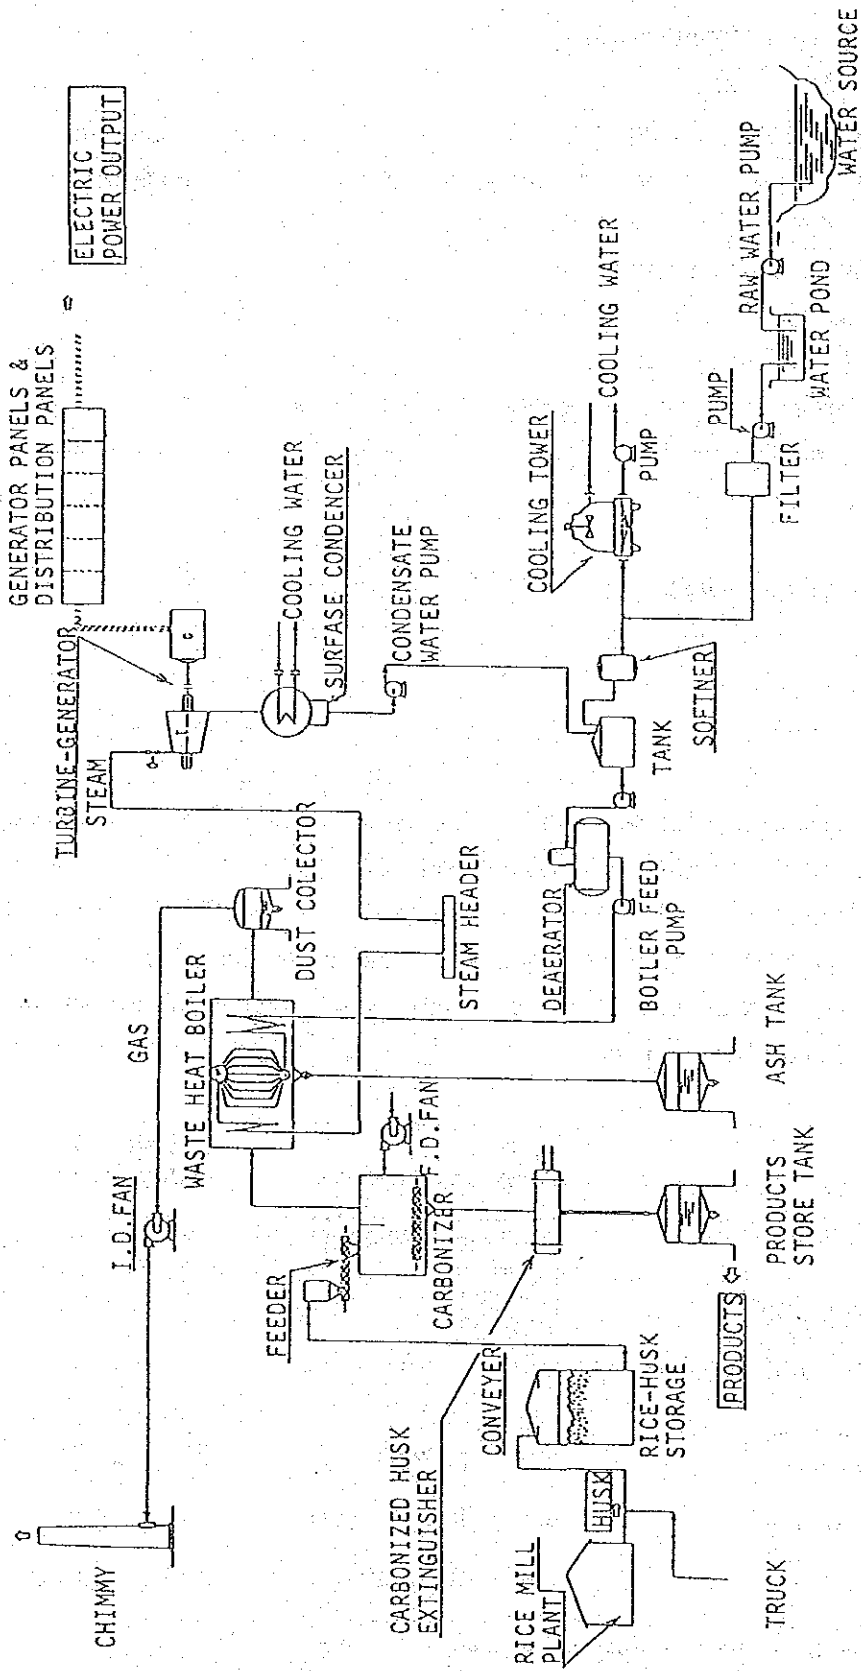 GENERATOR PANELS &
DISTRIBUTION PANELS
ELECTRIC
POWER OUTPUT
TURBINE-GENERATOR
STEAM
G
T
COOLING WATER
SURFASE CONDENCER
CONDENSATE
WATER PUMP
I.D.FAN
GAS
WASTE HEAT BOILER
DUST COLECTOR
STEAM HEADER
CHIMMY
FEEDER
CARBONIZER
F.D.FAN
DEAERATOR
BOILER FEED
PUMP
TANK
SOFTNER
COOLING TOWER
PUMP
COOLING WATER
PUMP
FILTER
RAW WATER PUMP
WATER POND
WATER SOURCE
CARBONIZED HUSK
EXTINGUISHER
CONVEYER
RICE-HUSK
STORAGE
RICE MILL
PLANT
HUSK
TRUCK
PRODUCTS
PRODUCTS
STORE TANK
ASH TANK